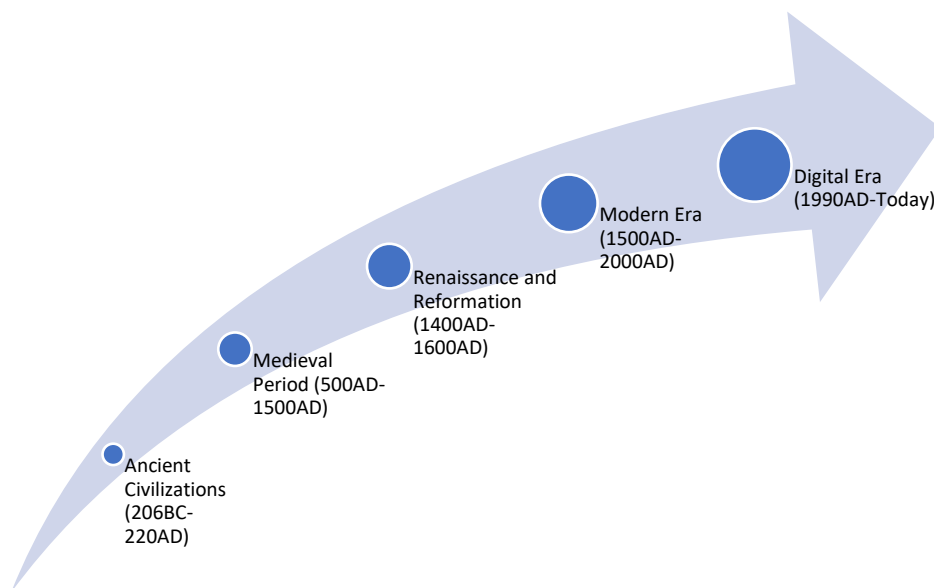 Ancient
Civilizations
(206BC-
220AD)
Medieval
Period (500AD-
1500AD)
Renaissance and
Reformation
(1400AD-
1600AD)
Modern Era
(1500AD-
2000AD)
Digital Era
(1990AD-Today)